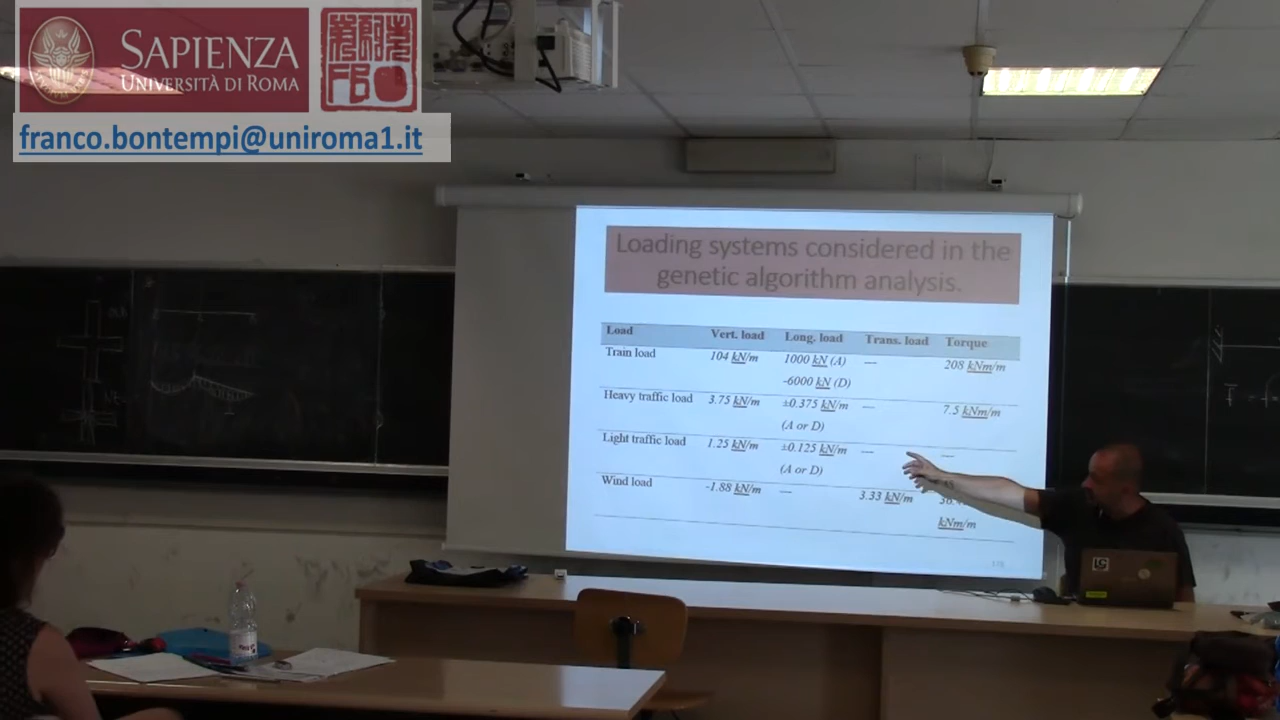 SAPIENZA
UNIVERSITÀ DI ROMA
franco.bontempi@uniroma1.it
Loading systems considered in the
genetic algorithm analysis.
Load Vert. load Long. load Trans. load Torque
Train load 104 kN/m 1000 kN (A) — 208 kNm/m
-6000 kN (D)
Heavy traffic load 3.75 kN/m ±0.375 kN/m — 7.5 kNm/m
(A or D)
Light traffic load 1.25 kN/m ±0.125 kN/m — —
(A or D)
Wind load -1.88 kN/m — 3.33 kN/m
kNm/m